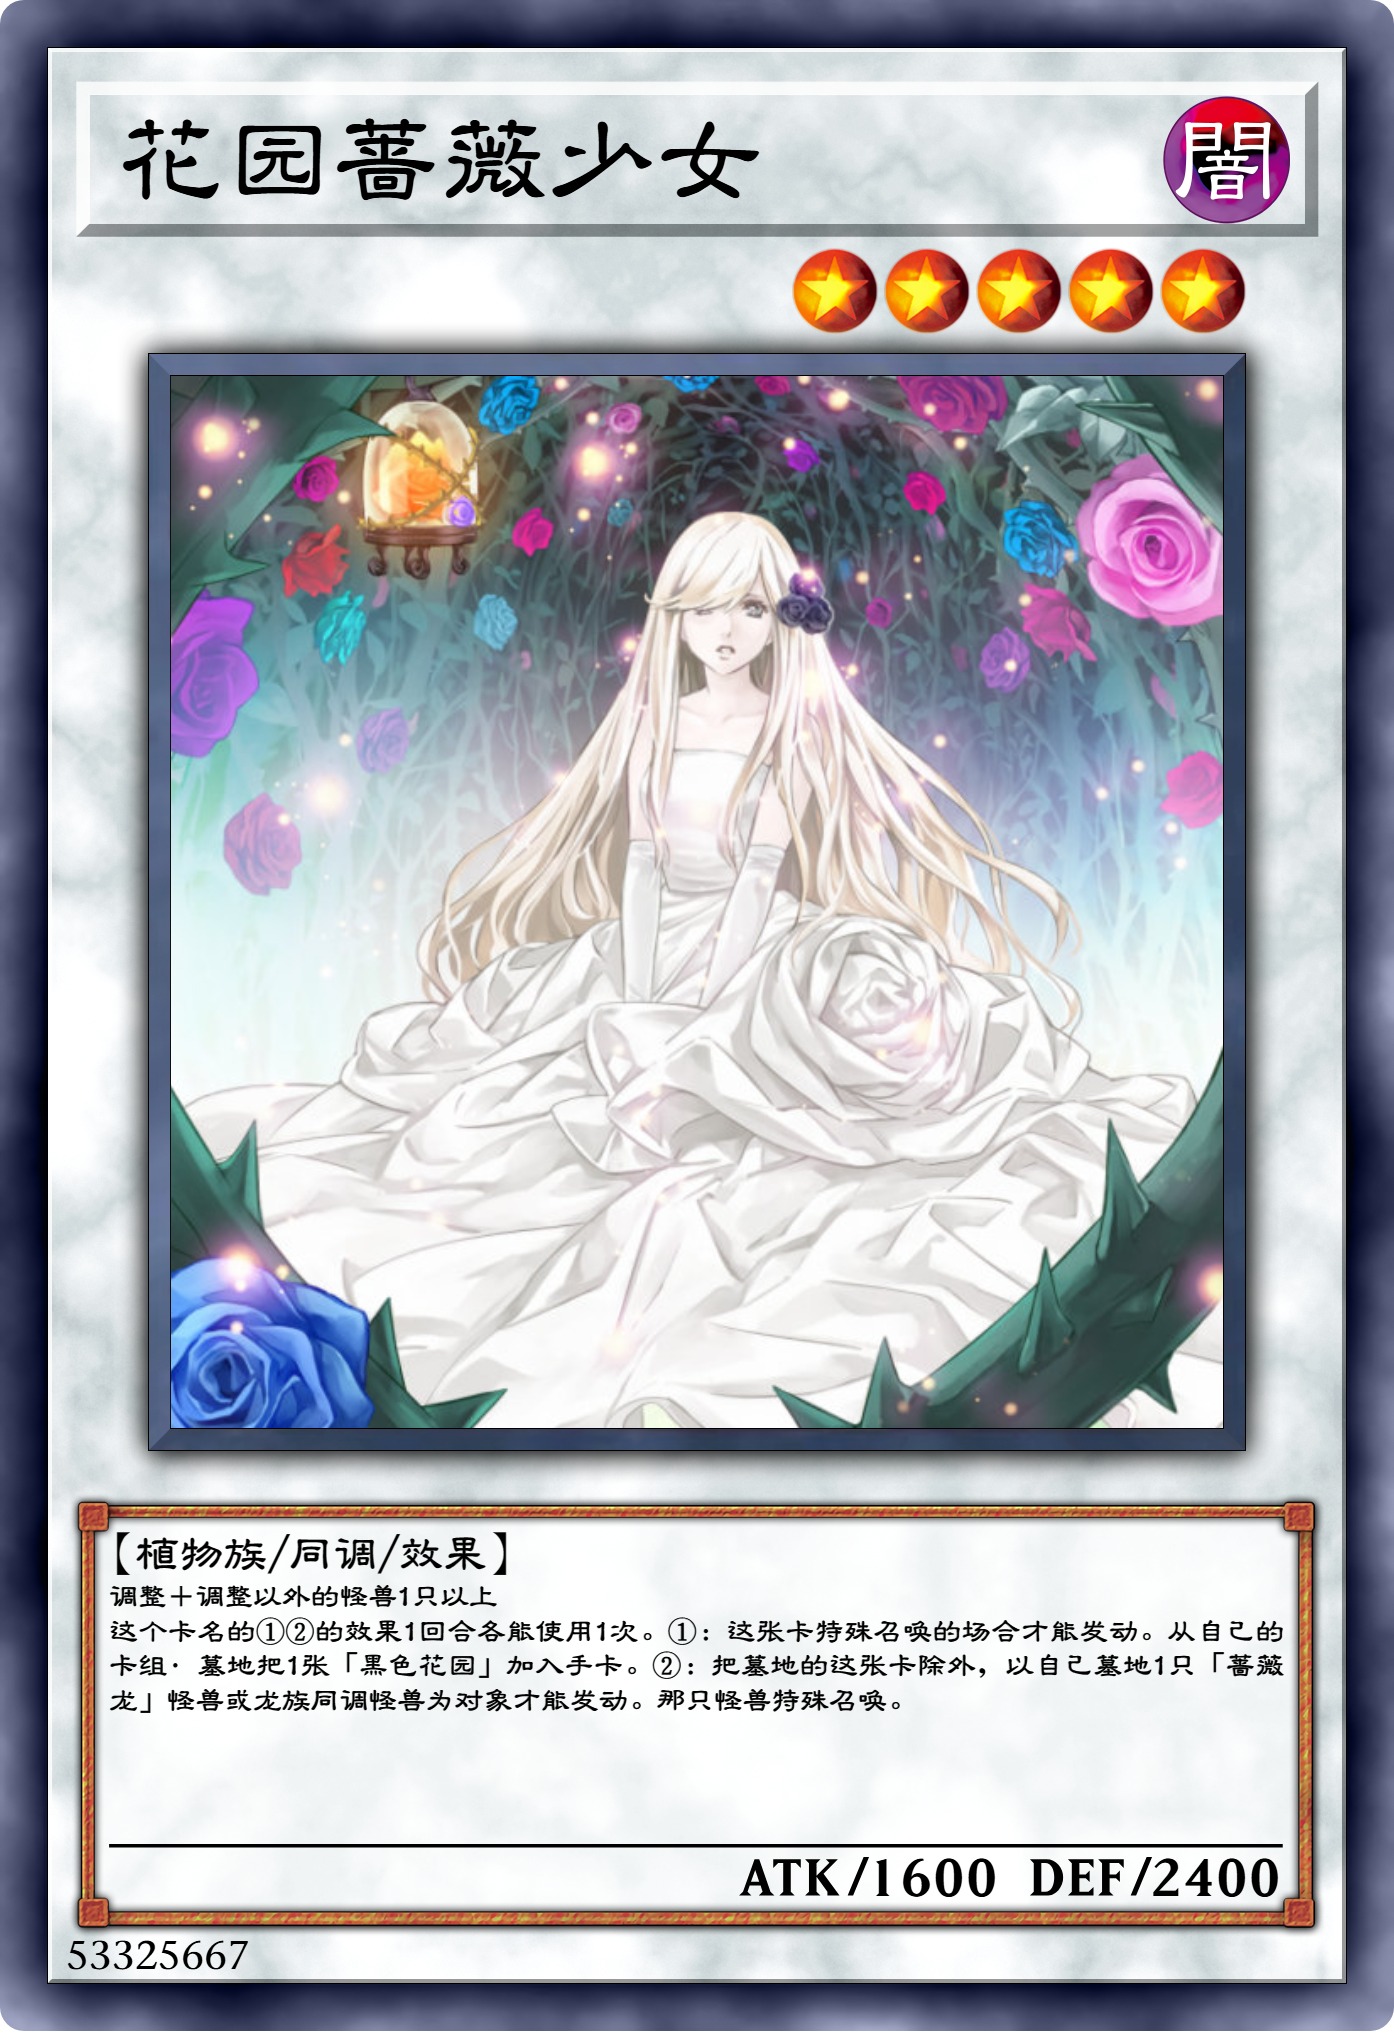 花园蔷薇少女
闇
【植物族/同调/效果】
调整＋调整以外的怪兽1只以上
这个卡名的①②的效果1回合各能使用1次。①：这张卡特殊召唤的场合才能发动。从自己的
卡组·墓地把1张「黑色花园」加入手卡。②：把墓地的这张卡除外，以自己墓地1只「蔷薇
龙」怪兽或龙族同调怪兽为对象才能发动。那只怪兽特殊召唤。
ATK/1600 DEF/2400
53325667